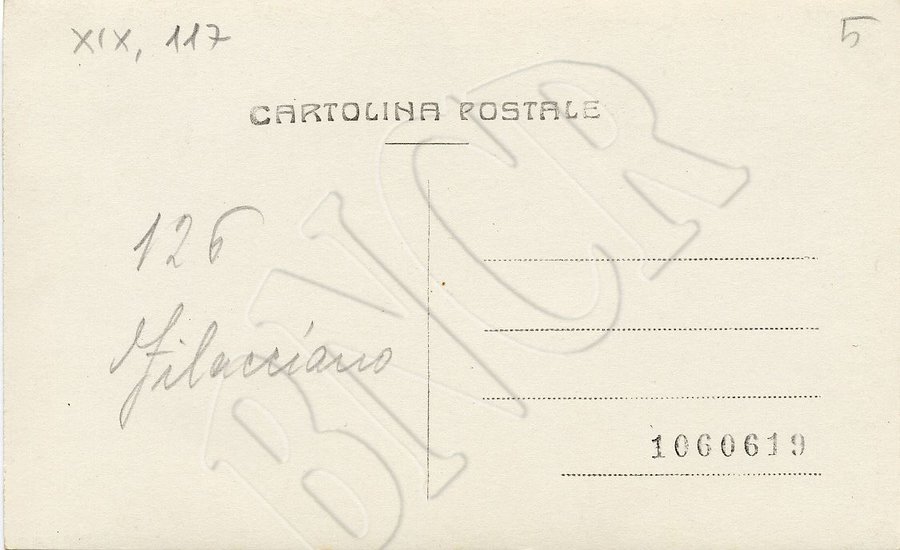 XIX, 117
5
CARTOLINA POSTALE
126
Filacciano
1060619
BNCR